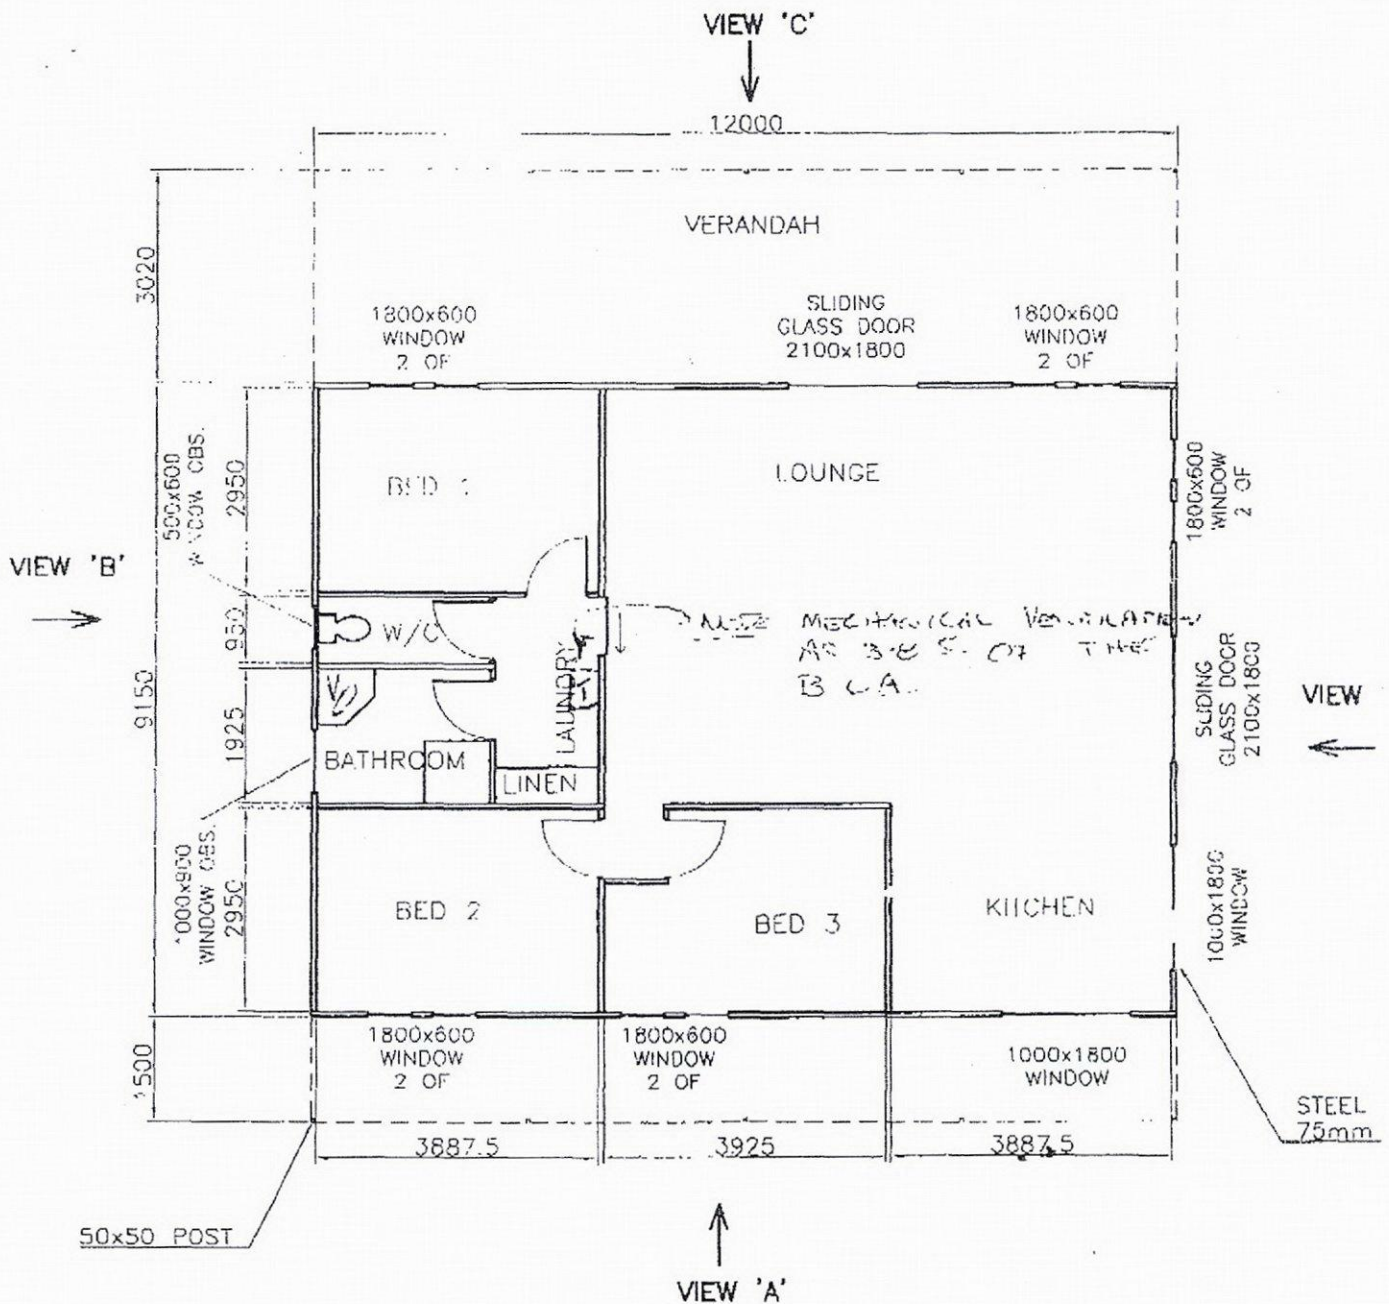 VIEW 'C'
12000
VERANDAH
3020
1800x600
WINDOW
2 OF
SLIDING
GLASS DOOR
2100x1800
1800x600
WINDOW
2 OF
500x600
WINDOW OBS.
2950
BED 1
LOUNGE
1800x600
WINDOW
2 OF
VIEW 'B'
W/C
MECHANICAL VENTILATION
THE
B.C.A.
LAUNDRY
9150
1925
BATHROOM
LINEN
SLIDING
GLASS DOOR
2100x1800
VIEW
1000x900
WINDOW OBS.
2950
BED 2
BED 3
KITCHEN
1000x1800
WINDOW
1800x600
WINDOW
2 OF
1800x600
WINDOW
2 OF
1000x1800
WINDOW
1500
STEEL
75mm
3887.5
3925
3887.5
50x50 POST
VIEW 'A'